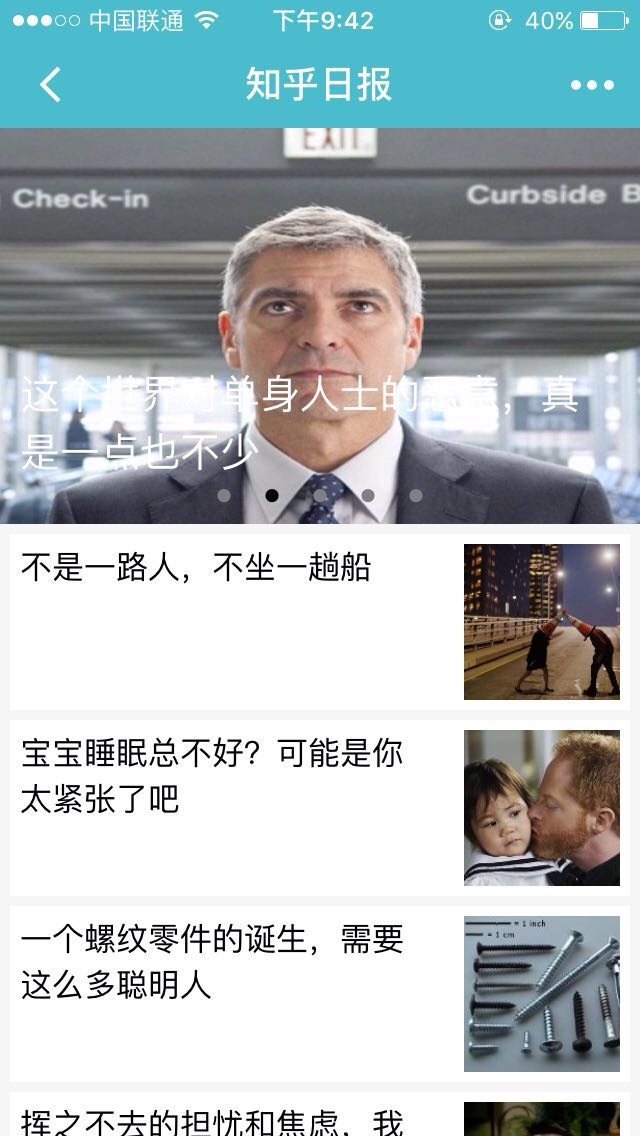 中国联通
下午9:42
40%
知乎日报
EXIT
Check-in
Curbside B
这个世界对单身人士的恶意，真
是一点也不少
不是一路人，不坐一趟船
宝宝睡眠总不好？可能是你
太紧张了吧
一个螺纹零件的诞生，需要
这么多聪明人
= 1 inch
= 1 cm
挥之不去的担忧和焦虑，我